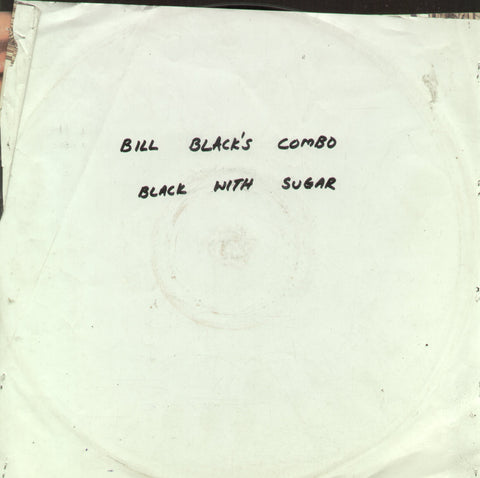 BILL BLACK'S COMBO
BLACK WITH SUGAR